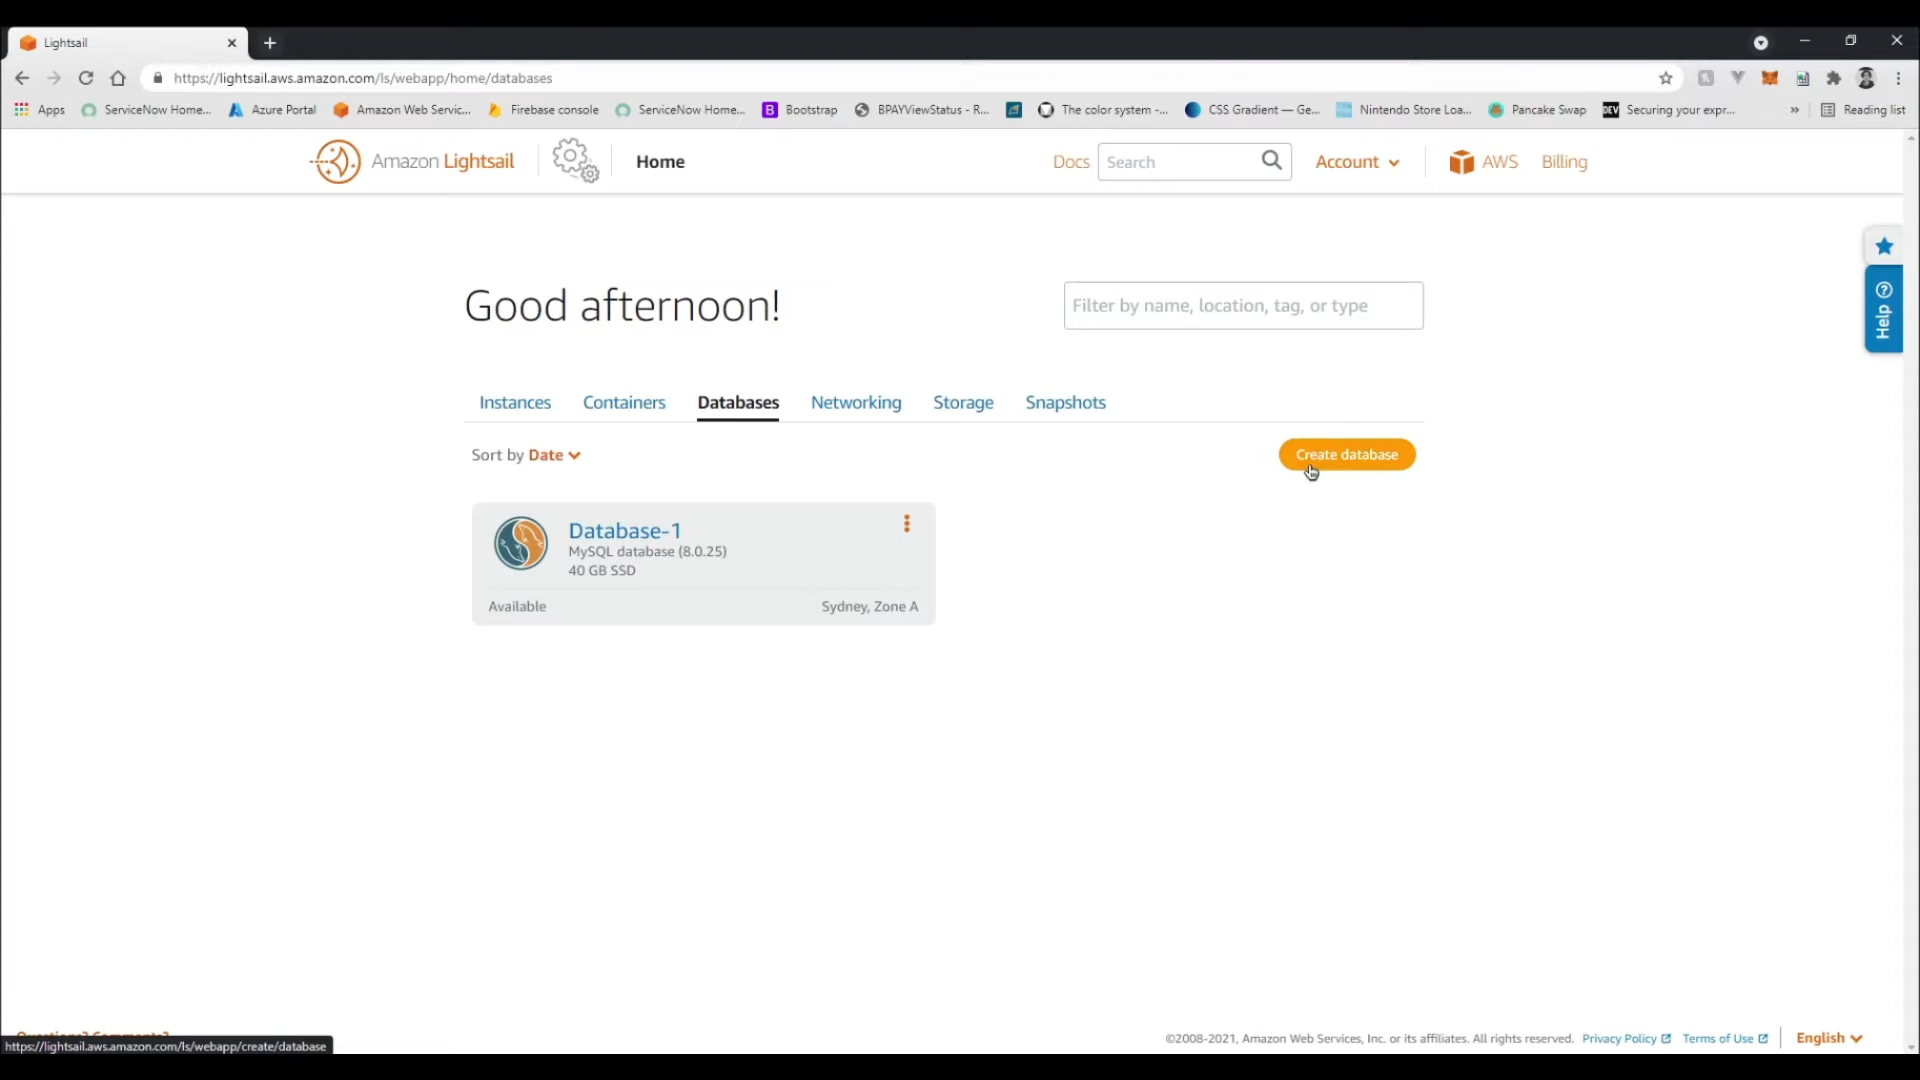 Lightsail
https://lightsail.aws.amazon.com/ls/webapp/home/databases
Apps ServiceNow Home... Azure Portal Amazon Web Servic... Firebase console ServiceNow Home... Bootstrap BPAYViewStatus - R... The color system -... CSS Gradient — Ge... Nintendo Store Loa... Pancake Swap DEV Securing your expr... » Reading list
Amazon Lightsail Home Docs Search Account AWS Billing
Help
Good afternoon!
Filter by name, location, tag, or type
Instances Containers Databases Networking Storage Snapshots
Sort by Date
Create database
Database-1
MySQL database (8.0.25)
40 GB SSD
Available Sydney, Zone A
Questions? Comments?
https://lightsail.aws.amazon.com/ls/webapp/create/database
©2008-2021, Amazon Web Services, Inc. or its affiliates. All rights reserved. Privacy Policy Terms of Use English